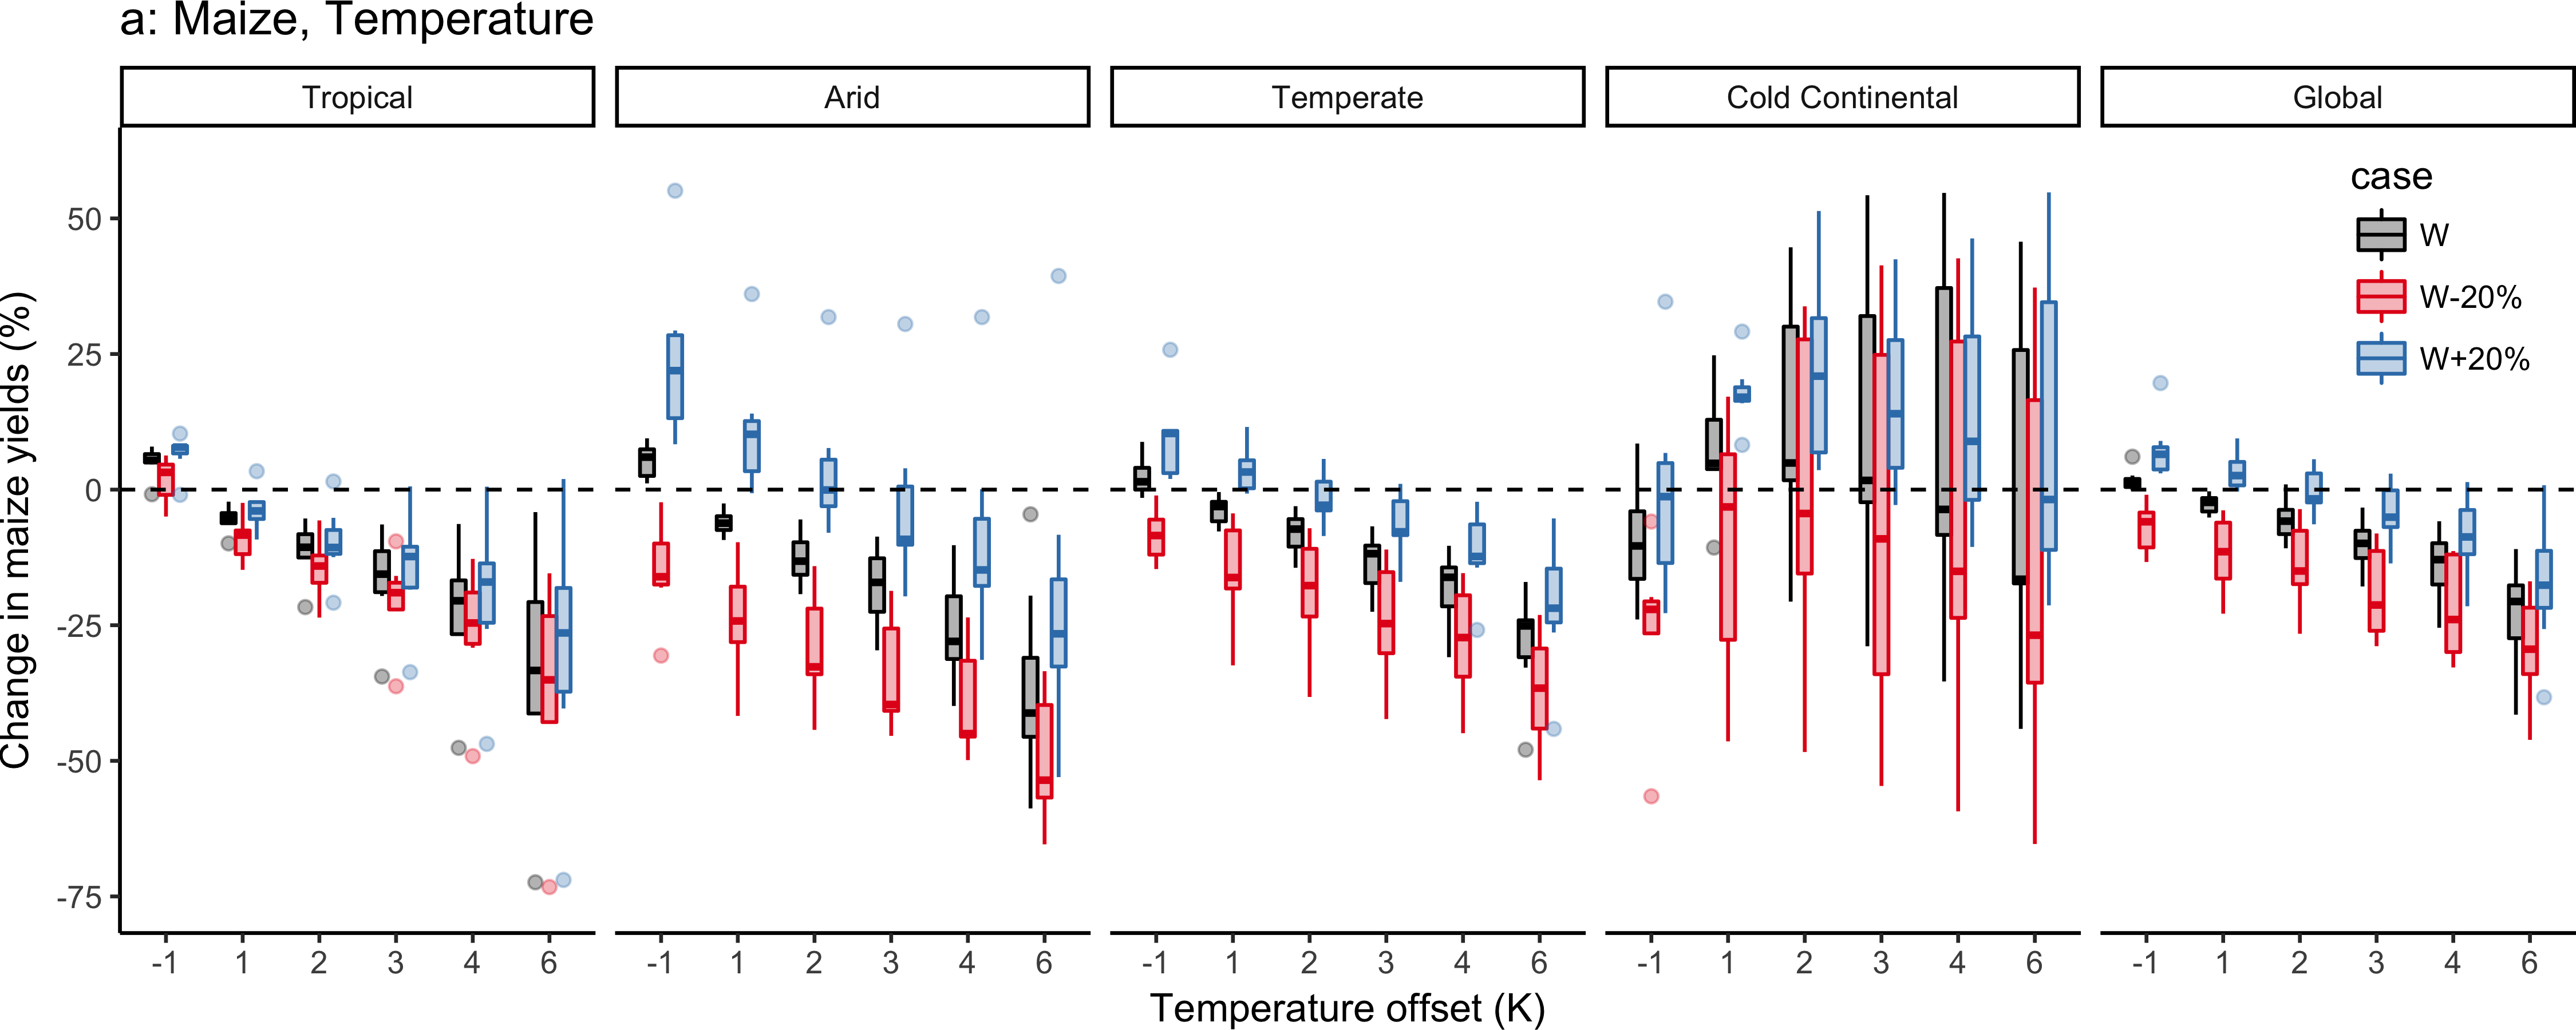 a: Maize, Temperature
Tropical Arid Temperate Cold Continental Global
Change in maize yields (%)
50
25
0
-25
-50
-75
case
W
W-20%
W+20%
-1 1 2 3 4 6 -1 1 2 3 4 6 -1 1 2 3 4 6 -1 1 2 3 4 6 -1 1 2 3 4 6
Temperature offset (K)